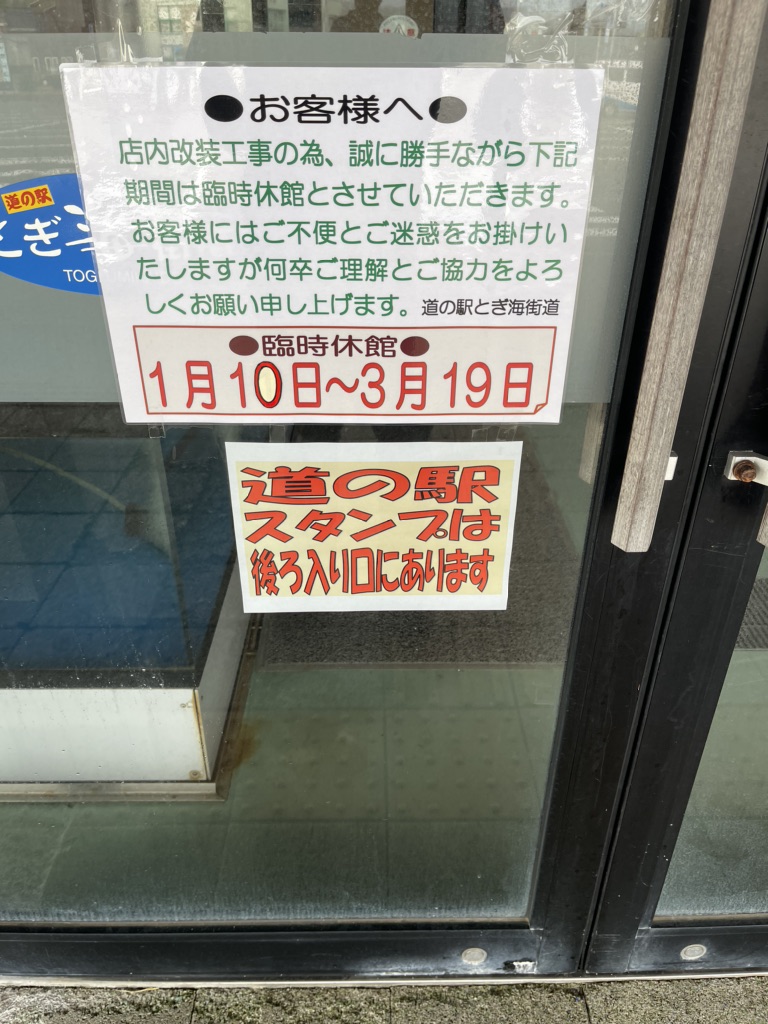 ●お客様へ●
店内改装工事の為、誠に勝手ながら下記
期間は臨時休館とさせていただきます。
お客様にはご不便とご迷惑をお掛けい
たしますが何卒ご理解とご協力をよろ
しくお願い申し上げます。道の駅とぎ海街道
●臨時休館●
1月10日～3月19日
道の駅
とぎ
TOG
道の駅
スタンプは
後ろ入り口にあります